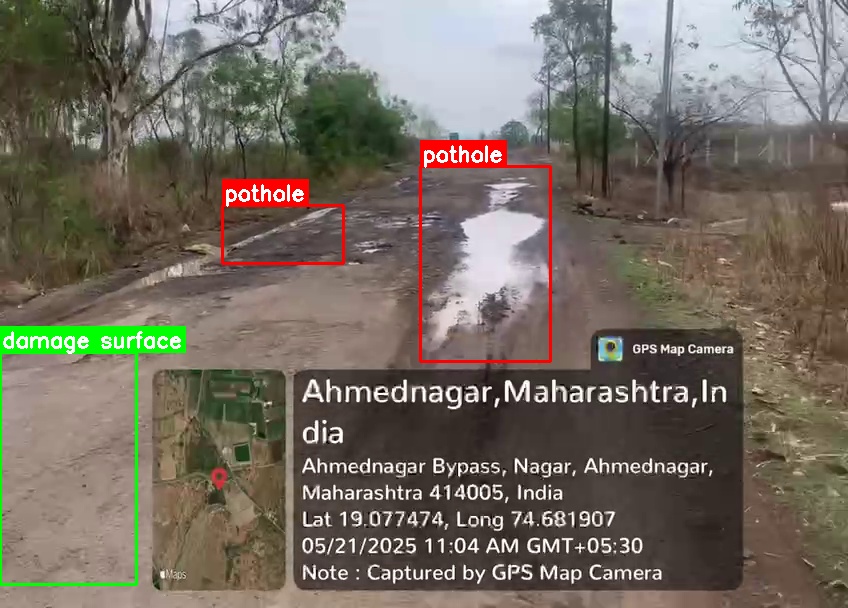 pothole
pothole
damage surface
GPS Map Camera
Ahmednagar,Maharashtra,In
dia
Ahmednagar Bypass, Nagar, Ahmednagar,
Maharashtra 414005, India
Lat 19.077474, Long 74.681907
05/21/2025 11:04 AM GMT+05:30
Note : Captured by GPS Map Camera
Maps